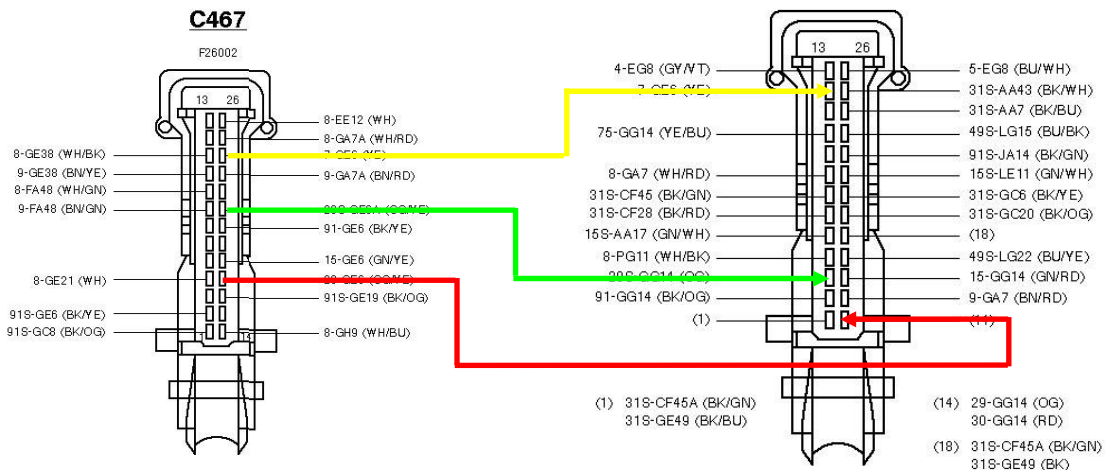 C467
F26002
13 26
8-EE12 (WH)
8-GA7A (WH/RD)
8-GE38 (WH/BK)
7-GE6 (YE)
9-GE38 (BN/YE)
9-GA7A (BN/RD)
8-FA48 (WH/GN)
9-FA48 (BN/GN)
91-GE6 (BK/YE)
15-GE6 (GN/YE)
8-GE21 (WH)
91S-GE19 (BK/OG)
91S-GE6 (BK/YE)
91S-GC8 (BK/OG)
8-GH9 (WH/BU)
13 26
4-EG8 (GY/VT)
5-EG8 (BU/WH)
7-GE6 (YE)
31S-AA43 (BK/WH)
31S-AA7 (BK/BU)
75-GG14 (YE/BU)
49S-LG15 (BU/BK)
91S-JA14 (BK/GN)
8-GA7 (WH/RD)
15S-LE11 (GN/WH)
31S-CF45 (BK/GN)
31S-GC6 (BK/YE)
31S-CF28 (BK/RD)
31S-GC20 (BK/OG)
15S-AA17 (GN/WH)
(18)
8-PG11 (WH/BK)
49S-LG22 (BU/YE)
(OG)
15-GG14 (GN/RD)
91-GG14 (BK/OG)
9-GA7 (BN/RD)
(1)
(14)
(1) 31S-CF45A (BK/GN)
31S-GE49 (BK/BU)
(14) 29-GG14 (OG)
30-GG14 (RD)
(18) 31S-CF45A (BK/GN)
31S-GE49 (BK)